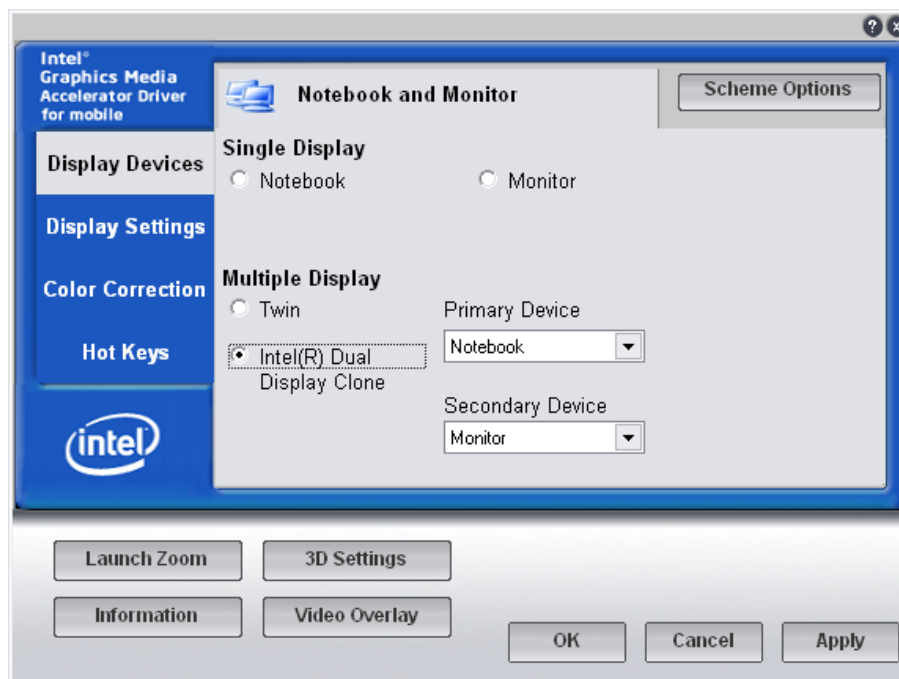 Intel®
Graphics Media
Accelerator Driver
for mobile
Notebook and Monitor
Scheme Options
Display Devices
Display Settings
Color Correction
Hot Keys
intel
Single Display
Notebook Monitor
Multiple Display
Twin
Intel(R) Dual
Display Clone
Primary Device
Notebook
Secondary Device
Monitor
Launch Zoom 3D Settings
Information Video Overlay
OK Cancel Apply